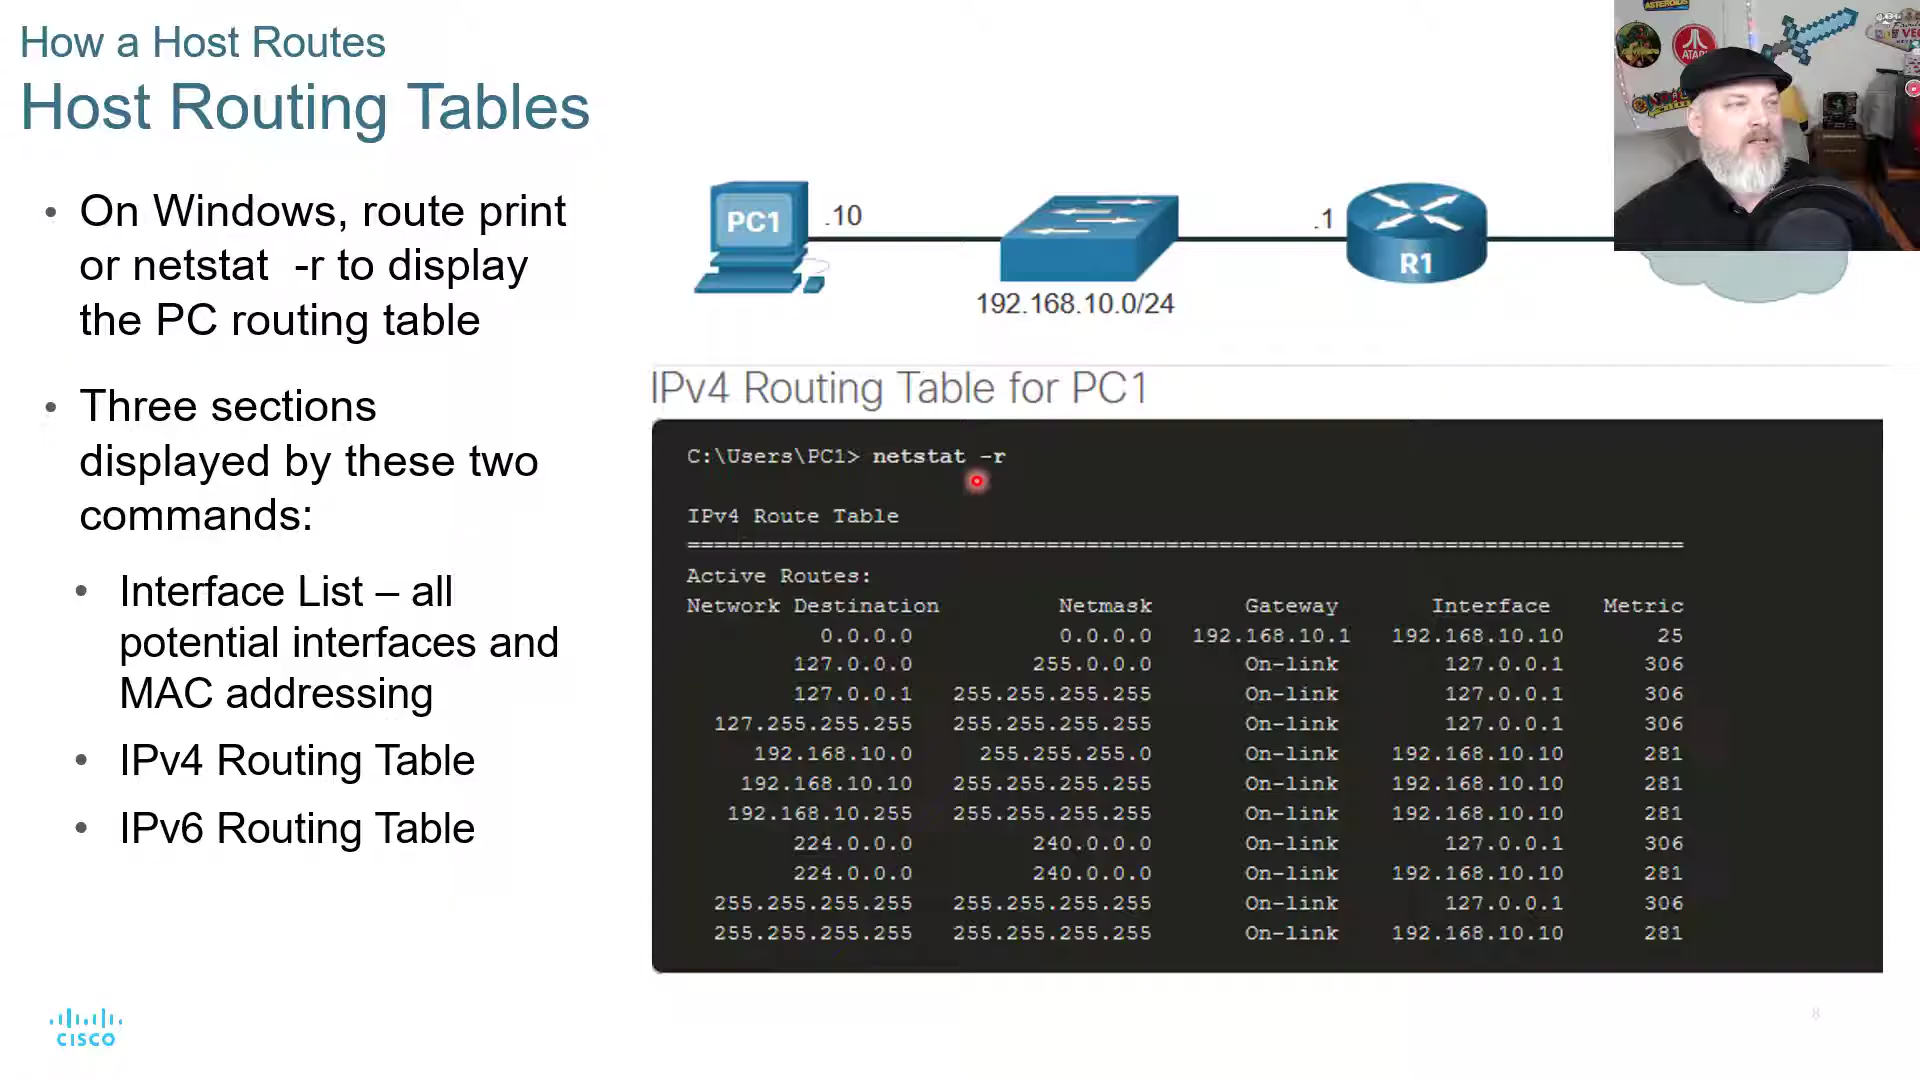 How a Host Routes
Host Routing Tables
• On Windows, route print
or netstat -r to display
the PC routing table
• Three sections
displayed by these two
commands:
• Interface List – all
potential interfaces and
MAC addressing
• IPv4 Routing Table
• IPv6 Routing Table
PC1 .10 .1 R1
192.168.10.0/24
ATARI
IPv4 Routing Table for PC1
C:\Users\PC1> netstat -r
IPv4 Route Table
===========================================================================
Active Routes:
Network Destination Netmask Gateway Interface Metric
0.0.0.0 0.0.0.0 192.168.10.1 192.168.10.10 25
127.0.0.0 255.0.0.0 On-link 127.0.0.1 306
127.0.0.1 255.255.255.255 On-link 127.0.0.1 306
127.255.255.255 255.255.255.255 On-link 127.0.0.1 306
192.168.10.0 255.255.255.0 On-link 192.168.10.10 281
192.168.10.10 255.255.255.255 On-link 192.168.10.10 281
192.168.10.255 255.255.255.255 On-link 192.168.10.10 281
224.0.0.0 240.0.0.0 On-link 127.0.0.1 306
224.0.0.0 240.0.0.0 On-link 192.168.10.10 281
255.255.255.255 255.255.255.255 On-link 127.0.0.1 306
255.255.255.255 255.255.255.255 On-link 192.168.10.10 281
CISCO
8